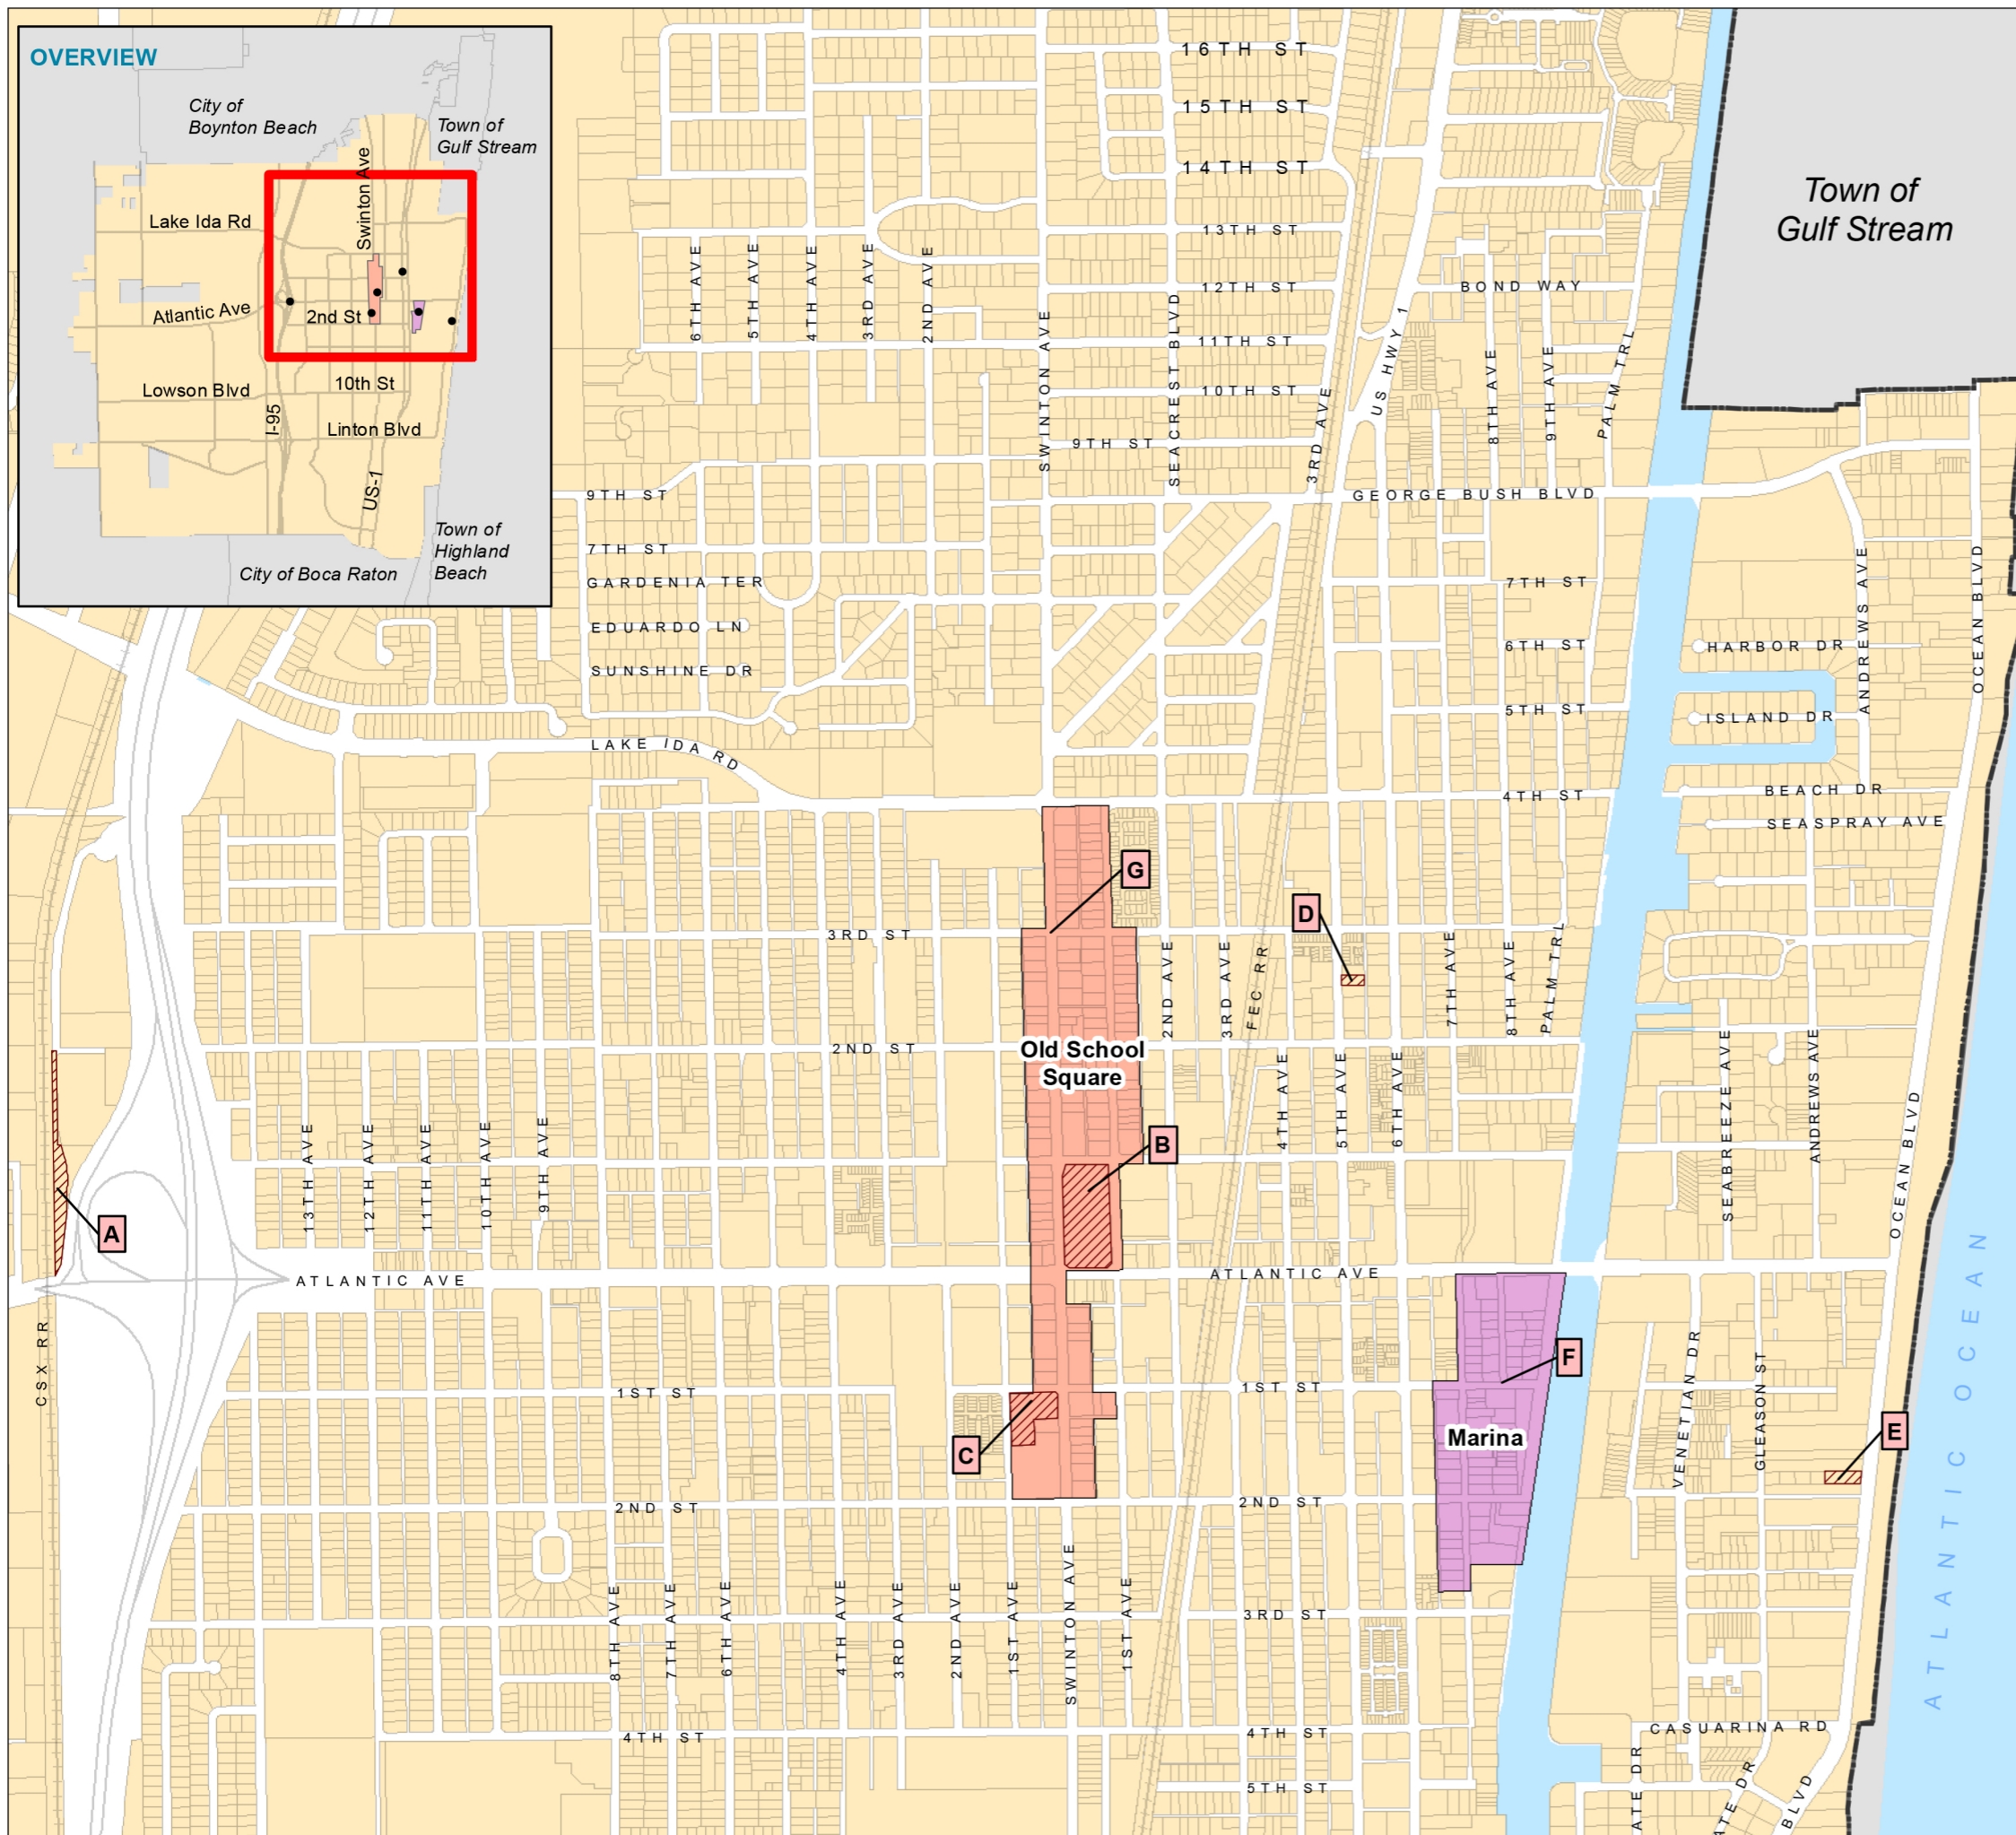 OVERVIEW
City of
Boynton Beach
Town of
Gulf Stream
Swinton Ave
Lake Ida Rd
Atlantic Ave
2nd St
Lowson Blvd
10th St
I-95
Linton Blvd
US-1
Town of
Highland
Beach
City of Boca Raton
16TH ST
15TH ST
14TH ST
13TH ST
12TH ST
11TH ST
10TH ST
9TH ST
Town of
Gulf Stream
6TH AVE
5TH AVE
4TH AVE
3RD AVE
2ND AVE
SWINTON AVE
SEACREST BLVD
3RD AVE
US HWY 1
BOND WAY
8TH AVE
9TH AVE
PALM TRL
9TH ST
GEORGE BUSH BLVD
7TH ST
GARDENIA TER
EDUARDO LN
SUNSHINE DR
7TH ST
6TH ST
5TH ST
4TH ST
HARBOR DR
ISLAND DR
ANDREWS AVE
OCEAN BLVD
BEACH DR
SEASPRAY AVE
LAKE IDA RD
G
D
3RD ST
2ND AVE
3RD AVE
FEC RR
7TH AVE
8TH AVE
PALM TRL
2ND ST
Old School
Square
4TH AVE
5TH AVE
6TH AVE
SEABREEZE AVE
ANDREWS AVE
OCEAN BLVD
B
13TH AVE
12TH AVE
11TH AVE
10TH AVE
9TH AVE
A
ATLANTIC AVE
ATLANTIC AVE
CSX RR
F
1ST ST
1ST ST
Marina
C
E
VENETIAN DR
GLEASON ST
ATLANTIC OCEAN
2ND ST
2ND ST
8TH AVE
7TH AVE
6TH AVE
4TH AVE
3RD AVE
2ND AVE
1ST AVE
SWINTON AVE
1ST AVE
3RD ST
4TH ST
4TH ST
5TH ST
CASUARINA RD
ATE DR
ATE DR
BLVD